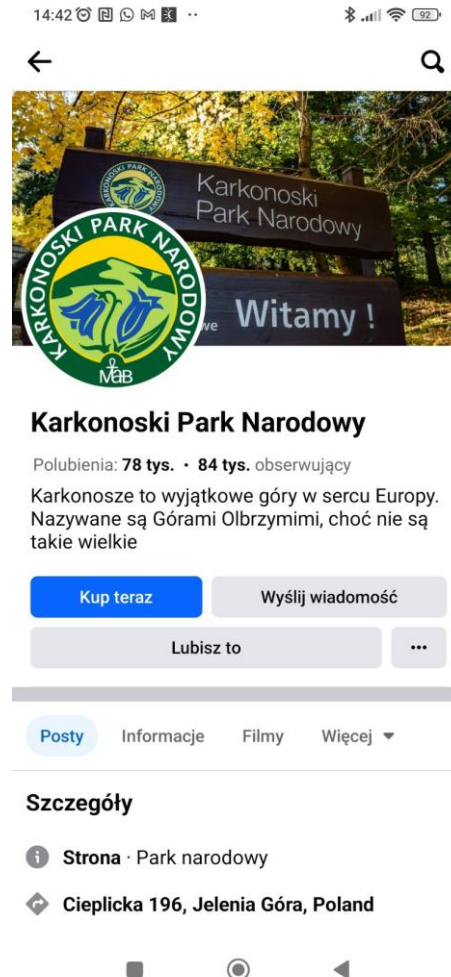 14:42
92
Karkonoski
Park Narodowy
we Witamy !
KARKONOSKI PARK NARODOWY
MaB
Karkonoski Park Narodowy
Polubienia: 78 tys. · 84 tys. obserwujący
Karkonosze to wyjątkowe góry w sercu Europy.
Nazywane są Górami Olbrzymimi, choć nie są
takie wielkie
Kup teraz
Wyślij wiadomość
Lubisz to
···
Posty Informacje Filmy Więcej
Szczegóły
Strona · Park narodowy
Cieplicka 196, Jelenia Góra, Poland